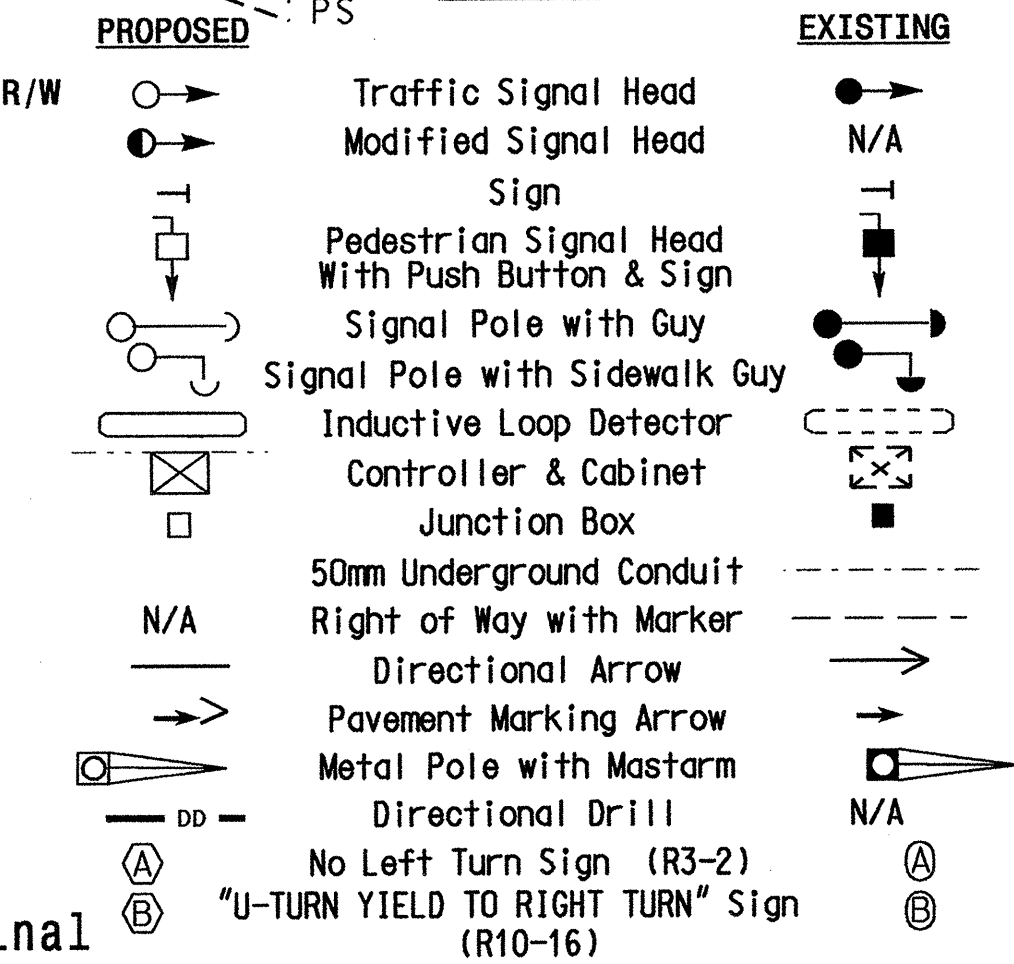 PS
PROPOSED EXISTING
R/W Traffic Signal Head
Modified Signal Head N/A
Sign
Pedestrian Signal Head
With Push Button & Sign
Signal Pole with Guy
Signal Pole with Sidewalk Guy
Inductive Loop Detector
Controller & Cabinet
Junction Box
50mm Underground Conduit
N/A Right of Way with Marker
Directional Arrow
Pavement Marking Arrow
Metal Pole with Mastarm
DD Directional Drill N/A
A No Left Turn Sign (R3-2) A
B "U-TURN YIELD TO RIGHT TURN" Sign B
(R10-16)